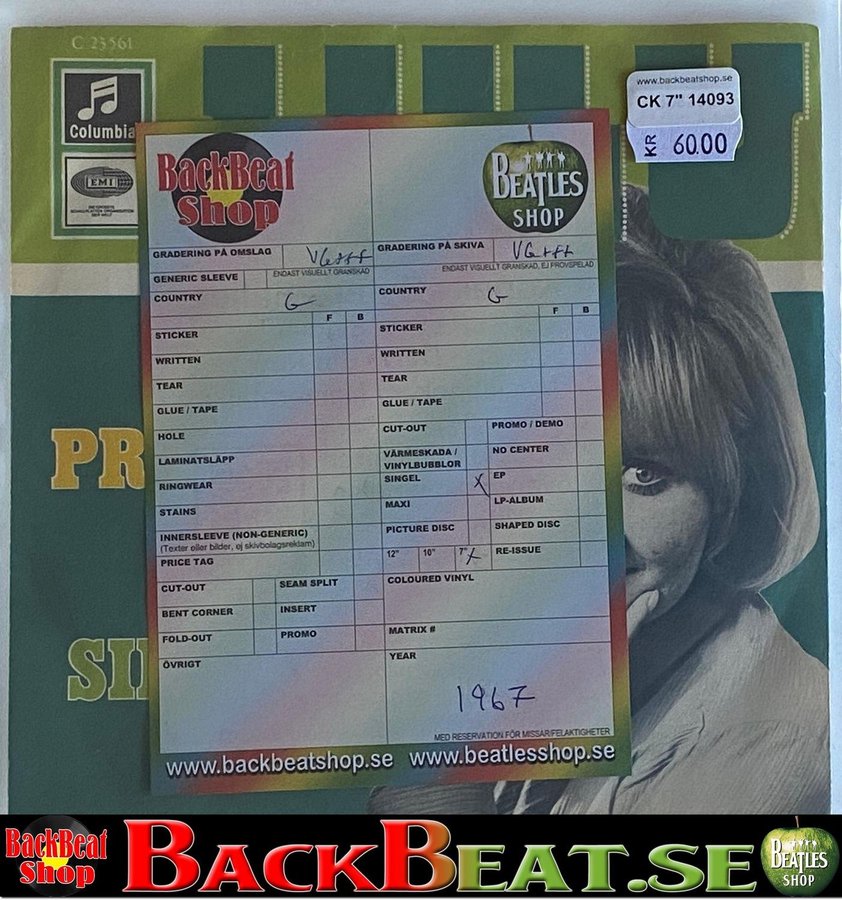 C 23561
Columbia
EMI
www.backbeatshop.se
CK 7" 14093
KR 60.00
BackBeat
Shop
BEATLES
SHOP
GRADERING PÅ OMSLAG VG+++
GRADERING PÅ SKIVA VG+++
GENERIC SLEEVE
ENDAST VISUELLT GRANSKAD
ENDAST VISUELLT GRANSKAD, EJ PROVSPELAD
COUNTRY G
COUNTRY G
F B
F B
STICKER
STICKER
WRITTEN
WRITTEN
TEAR
TEAR
GLUE / TAPE
GLUE / TAPE
HOLE
CUT-OUT
PROMO / DEMO
LAMINATSLÄPP
VÄRMESKADA /
VINYLBUBBLOR
NO CENTER
RINGWEAR
SINGEL X
EP
STAINS
MAXI
LP-ALBUM
INNERSLEEVE (NON-GENERIC)
(Texter eller bilder, ej skivbolagsreklam)
PICTURE DISC
SHAPED DISC
PRICE TAG
12" 10" 7" X
RE-ISSUE
CUT-OUT
SEAM SPLIT
COLOURED VINYL
BENT CORNER
INSERT
FOLD-OUT
PROMO
MATRIX #
ÖVRIGT
YEAR
1967
MED RESERVATION FÖR MISSAR/FELAKTIGHETER
www.backbeatshop.se www.beatlesshop.se
PR
SI
BackBeat
Shop
BACKBEAT.SE
BEATLES
SHOP